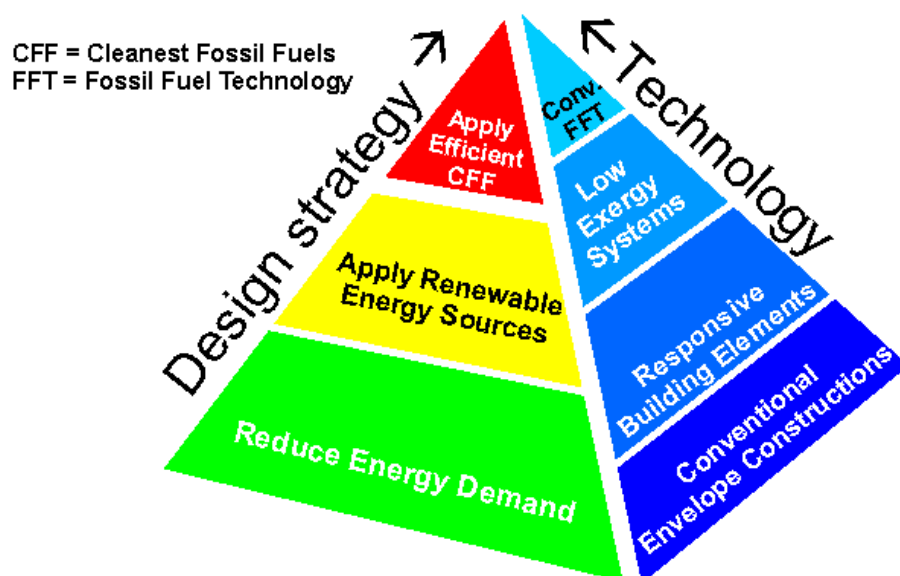 CFF = Cleanest Fossil Fuels
FFT = Fossil Fuel Technology
Design strategy
Technology
Apply
Efficient
CFF
Apply Renewable
Energy Sources
Reduce Energy Demand
Conv.
FFT
Low
Exergy
Systems
Responsive
Building Elements
Conventional
Envelope Constructions